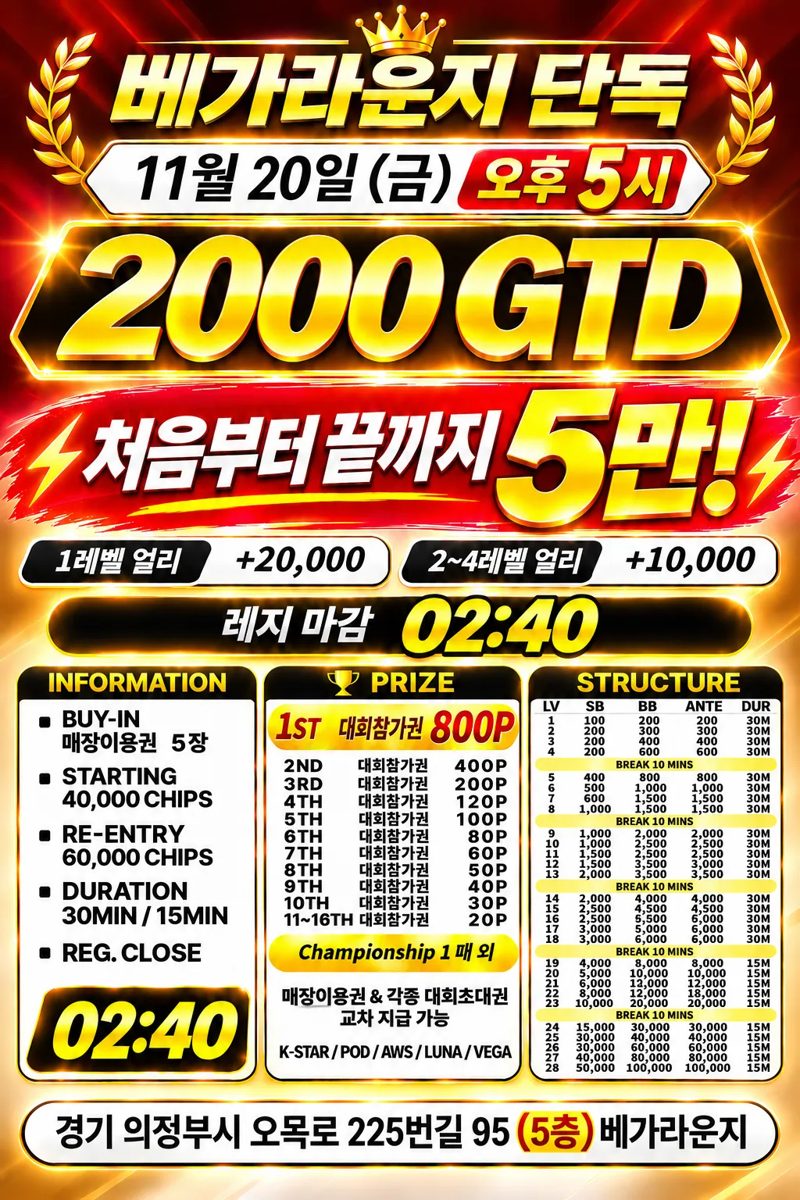 베가라운지 단독
11월 20일 (금) 오후 5시
2000 GTD
처음부터 끝까지 5만!
1레벨 얼리 +20,000 2~4레벨 얼리 +10,000
레지 마감 02:40
INFORMATION
BUY-IN
매장이용권 5장
STARTING
40,000 CHIPS
RE-ENTRY
60,000 CHIPS
DURATION
30MIN / 15MIN
REG. CLOSE
02:40
PRIZE
1ST 대회참가권 800P
2ND 대회참가권 400P
3RD 대회참가권 200P
4TH 대회참가권 120P
5TH 대회참가권 100P
6TH 대회참가권 80P
7TH 대회참가권 60P
8TH 대회참가권 50P
9TH 대회참가권 40P
10TH 대회참가권 30P
11~16TH 대회참가권 20P
Championship 1 매 외
매장이용권 & 각종 대회초대권
교차 지급 가능
K-STAR / POD / AWS / LUNA / VEGA
STRUCTURE
LV SB BB ANTE DUR
1 100 200 200 30M
2 200 300 300 30M
3 200 400 400 30M
4 200 600 600 30M
BREAK 10 MINS
5 400 800 800 30M
6 500 1,000 1,000 30M
7 600 1,500 1,500 30M
8 1,000 1,500 1,500 30M
BREAK 10 MINS
9 1,000 2,000 2,000 30M
10 1,000 2,500 2,500 30M
11 1,500 2,500 2,500 30M
12 1,500 3,500 3,000 30M
13 2,000 3,500 3,500 30M
BREAK 10 MINS
14 2,000 4,000 4,000 30M
15 2,500 4,500 4,500 30M
16 2,500 5,500 6,000 30M
17 3,000 5,000 6,000 30M
18 3,000 6,000 6,000 30M
BREAK 10 MINS
19 4,000 8,000 8,000 15M
20 5,000 10,000 10,000 15M
21 6,000 12,000 12,000 15M
22 8,000 12,000 18,000 15M
23 10,000 20,000 20,000 15M
BREAK 10 MINS
24 15,000 30,000 30,000 15M
25 30,000 40,000 40,000 15M
26 30,000 60,000 60,000 15M
27 40,000 80,000 80,000 15M
28 50,000 100,000 100,000 15M
경기 의정부시 오목로 225번길 95 (5층) 베가라운지